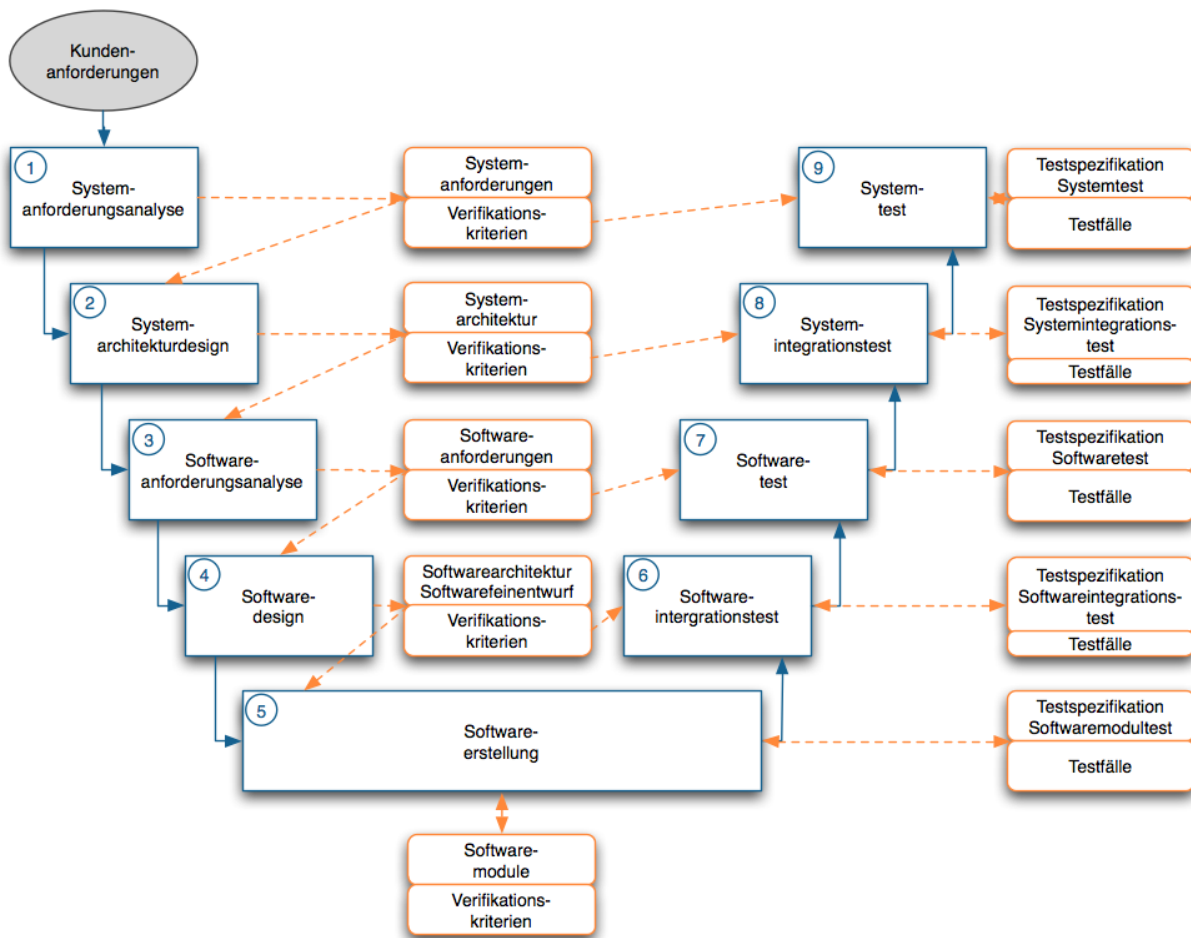 Kunden-
anforderungen
1
System-
anforderungsanalyse
System-
anforderungen
Verifikations-
kriterien
9
System-
test
Testspezifikation
Systemtest
Testfälle
2
System-
architekturdesign
System-
architektur
Verifikations-
kriterien
8
System-
integrationstest
Testspezifikation
Systemintegrations-
test
Testfälle
3
Software-
anforderungsanalyse
Software-
anforderungen
Verifikations-
kriterien
7
Software-
test
Testspezifikation
Softwaretest
Testfälle
4
Software-
design
Softwarearchitektur
Softwarefeinentwurf
Verifikations-
kriterien
6
Software-
intergrationstest
Testspezifikation
Softwareintegrations-
test
Testfälle
5
Software-
erstellung
Testspezifikation
Softwaremodultest
Testfälle
Software-
module
Verifikations-
kriterien